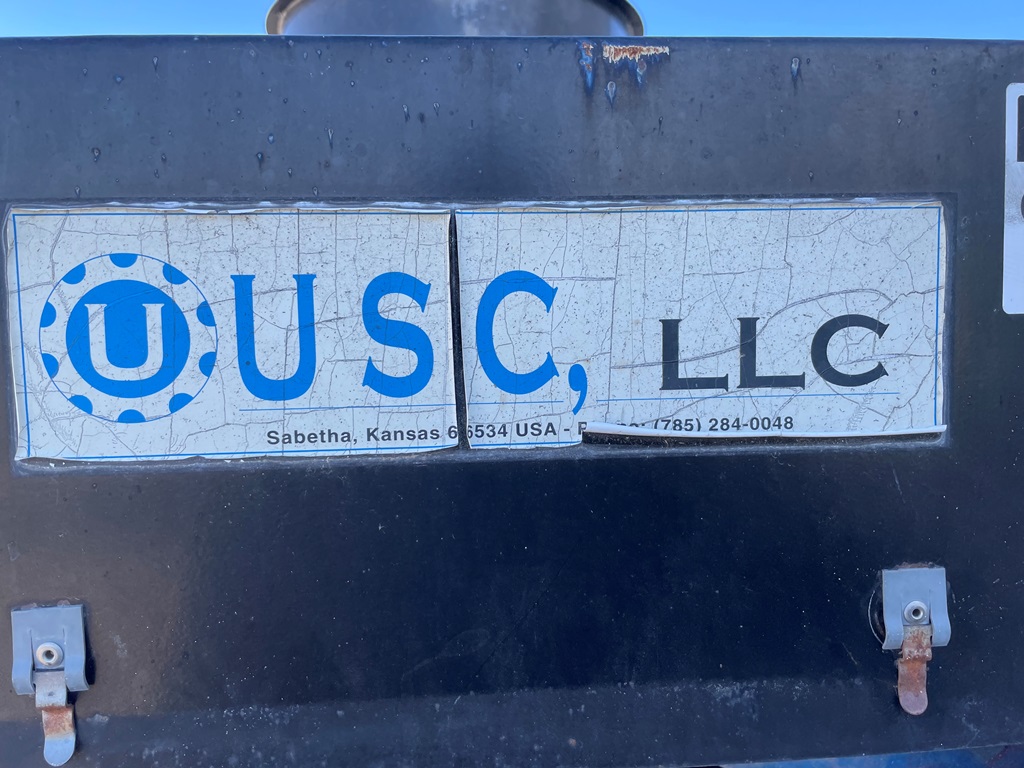 U USC, LLC
Sabetha, Kansas 66534 USA - (785) 284-0048